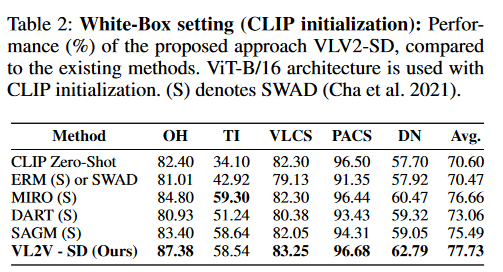 Table 2: White-Box setting (CLIP initialization): Perfor-
mance (%) of the proposed approach VLV2-SD, compared
to the existing methods. ViT-B/16 architecture is used with
CLIP initialization. (S) denotes SWAD (Cha et al. 2021).
Method OH TI VLCS PACS DN Avg.
CLIP Zero-Shot 82.40 34.10 82.30 96.50 57.70 70.60
ERM (S) or SWAD 81.01 42.92 79.13 91.35 57.92 70.47
MIRO (S) 84.80 59.30 82.30 96.44 60.47 76.66
DART (S) 80.93 51.24 80.38 93.43 59.32 73.06
SAGM (S) 83.40 58.64 82.05 94.31 59.05 75.49
VL2V - SD (Ours) 87.38 58.54 83.25 96.68 62.79 77.73